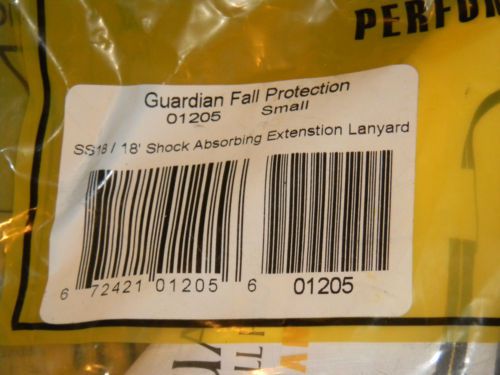 PERFOR
Guardian Fall Protection
01205 Small
SS18 / 18' Shock Absorbing Extenstion Lanyard
6 72421 01205 6
01205